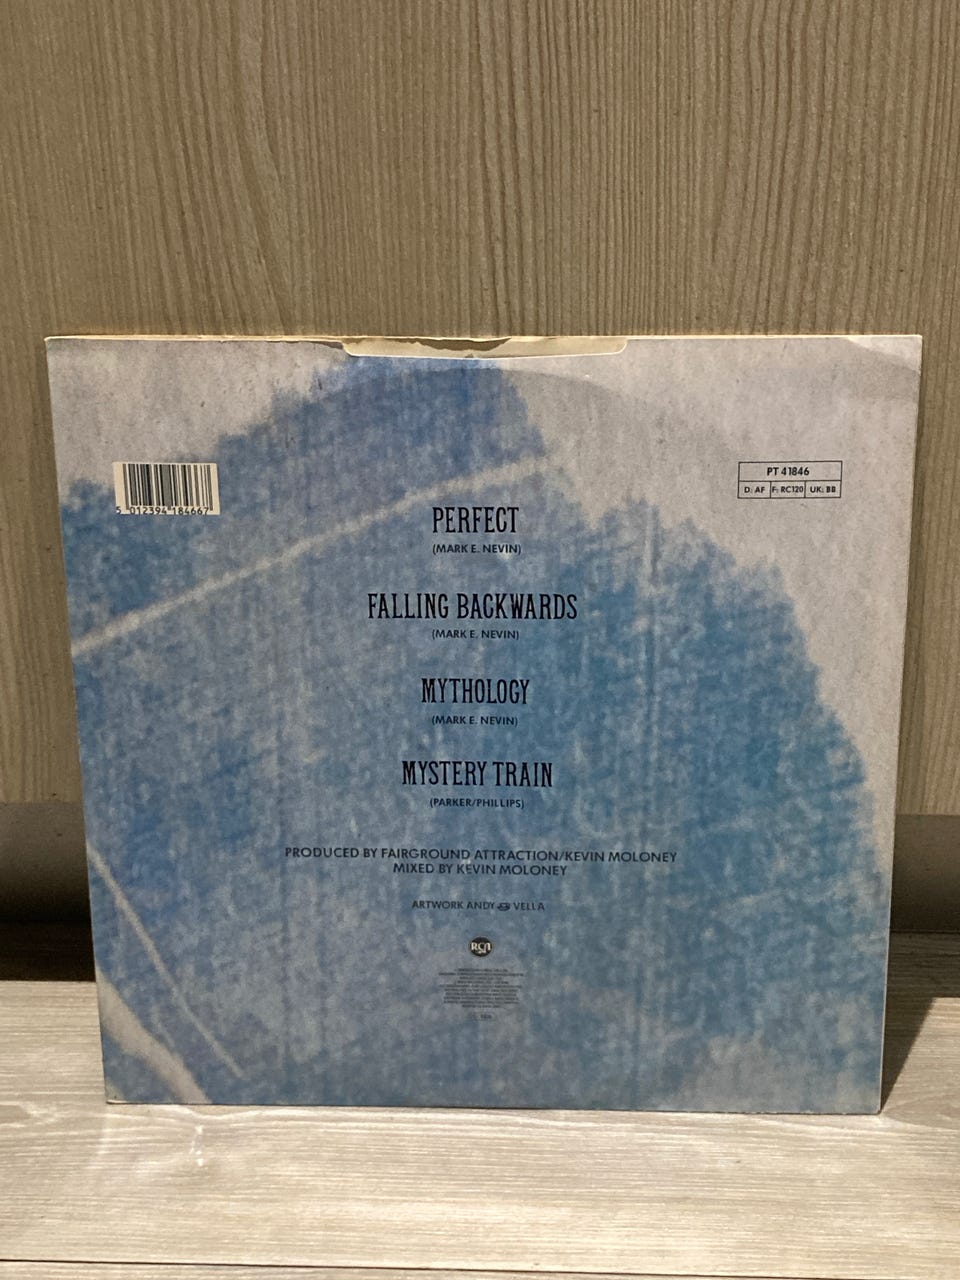 PT 41846
D: AF F: RC120 UK: BB
5 012394 184667
PERFECT
(MARK E. NEVIN)
FALLING BACKWARDS
(MARK E. NEVIN)
MYTHOLOGY
(MARK E. NEVIN)
MYSTERY TRAIN
(PARKER/PHILLIPS)
PRODUCED BY FAIRGROUND ATTRACTION/KEVIN MOLONEY
MIXED BY KEVIN MOLONEY
ARTWORK ANDY VELLA
RCA